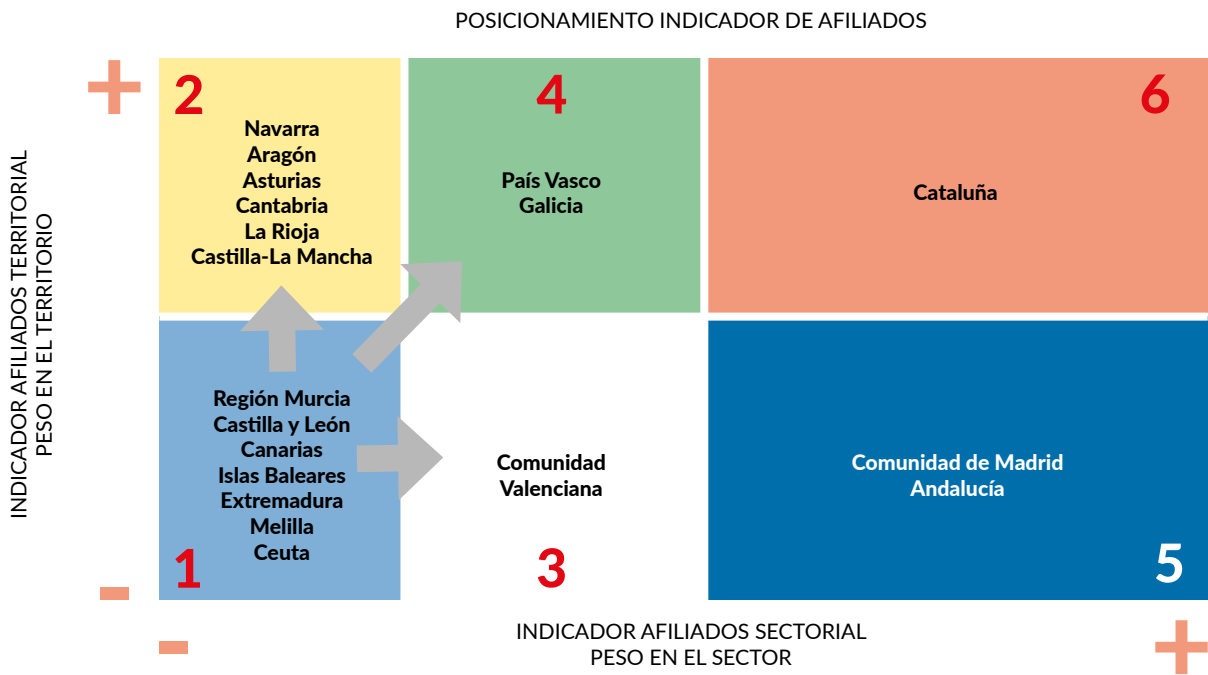 POSICIONAMIENTO INDICADOR DE AFILIADOS
+
INDICADOR AFILIADOS TERRITORIAL
PESO EN EL TERRITORIO
2
Navarra
Aragón
Asturias
Cantabria
La Rioja
Castilla-La Mancha
4
País Vasco
Galicia
6
Cataluña
Región Murcia
Castilla y León
Canarias
Islas Baleares
Extremadura
Melilla
Ceuta
1
Comunidad
Valenciana
3
Comunidad de Madrid
Andalucía
5
-
-
INDICADOR AFILIADOS SECTORIAL
PESO EN EL SECTOR
+